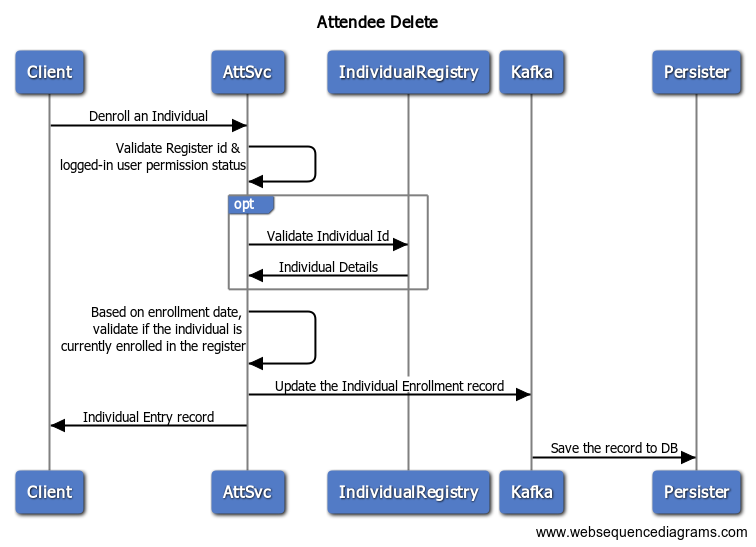 Attendee Delete
Client
AttSvc
IndividualRegistry
Kafka
Persister
Denroll an Individual
Validate Register id &
logged-in user permission status
opt
Validate Individual Id
Individual Details
Based on enrollment date,
validate if the individual is
currently enrolled in the register
Update the Individual Enrollment record
Individual Entry record
Save the record to DB
Client
AttSvc
IndividualRegistry
Kafka
Persister
www.websequencediagrams.com